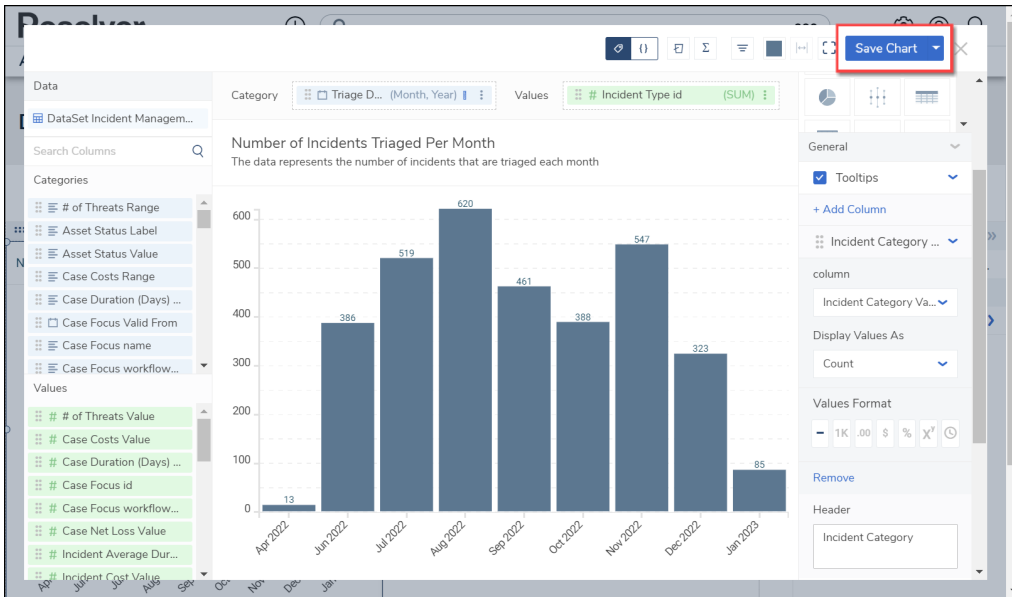 Save Chart
Data
DataSet Incident Managem...
Search Columns
Categories
# of Threats Range
Asset Status Label
Asset Status Value
Case Costs Range
Case Duration (Days) ...
Case Focus Valid From
Case Focus name
Case Focus workflow...
Values
# # of Threats Value
# Case Costs Value
# Case Duration (Days) ...
# Case Focus id
# Case Focus workflow...
# Case Net Loss Value
# Incident Average Dur...
# Incident Cost Value
Category
Triage D... (Month, Year)
Values
# Incident Type id (SUM)
Number of Incidents Triaged Per Month
The data represents the number of incidents that are triaged each month
600
500
400
300
200
100
0
13
386
519
620
461
388
547
323
85
Apr 2022
Jun 2022
Jul 2022
Aug 2022
Sep 2022
Oct 2022
Nov 2022
Dec 2022
Jan 2023
General
Tooltips
+ Add Column
Incident Category ...
column
Incident Category Va...
Display Values As
Count
Values Format
1K .00 $ % X^Y
Remove
Header
Incident Category